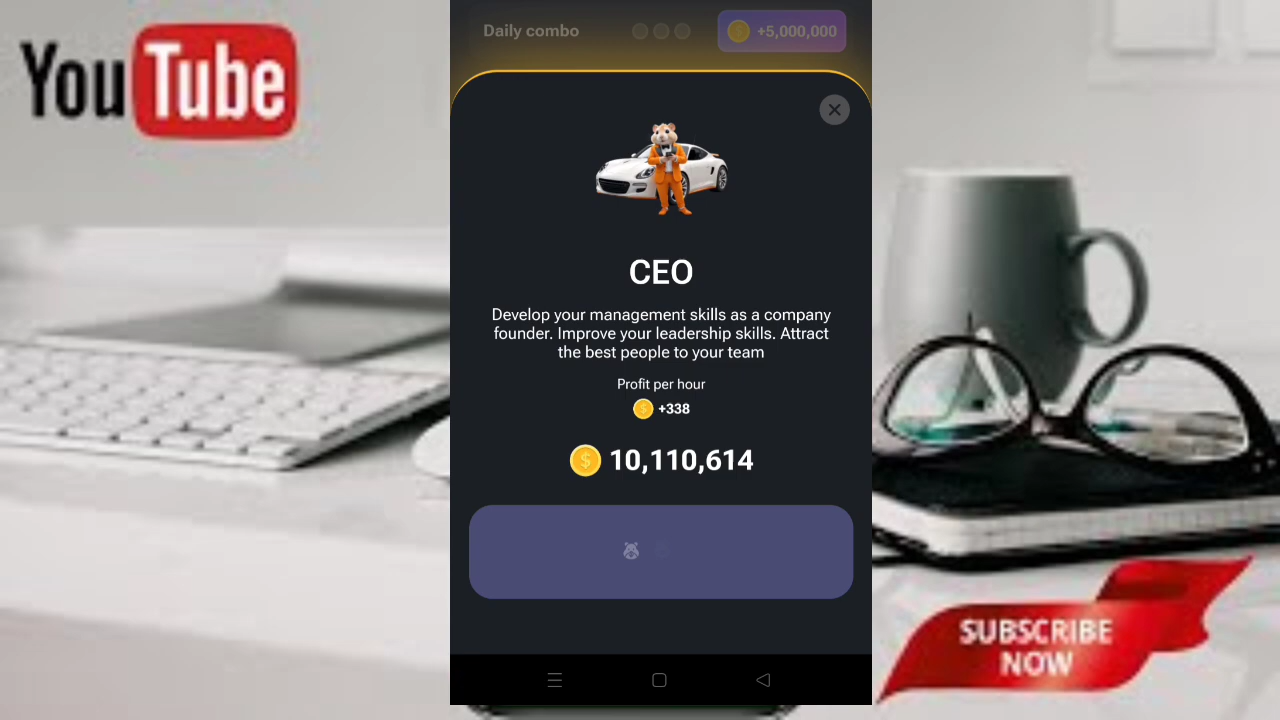 YouTube
Daily combo
+5,000,000
CEO
Develop your management skills as a company
founder. Improve your leadership skills. Attract
the best people to your team
Profit per hour
+338
10,110,614
SUBSCRIBE
NOW